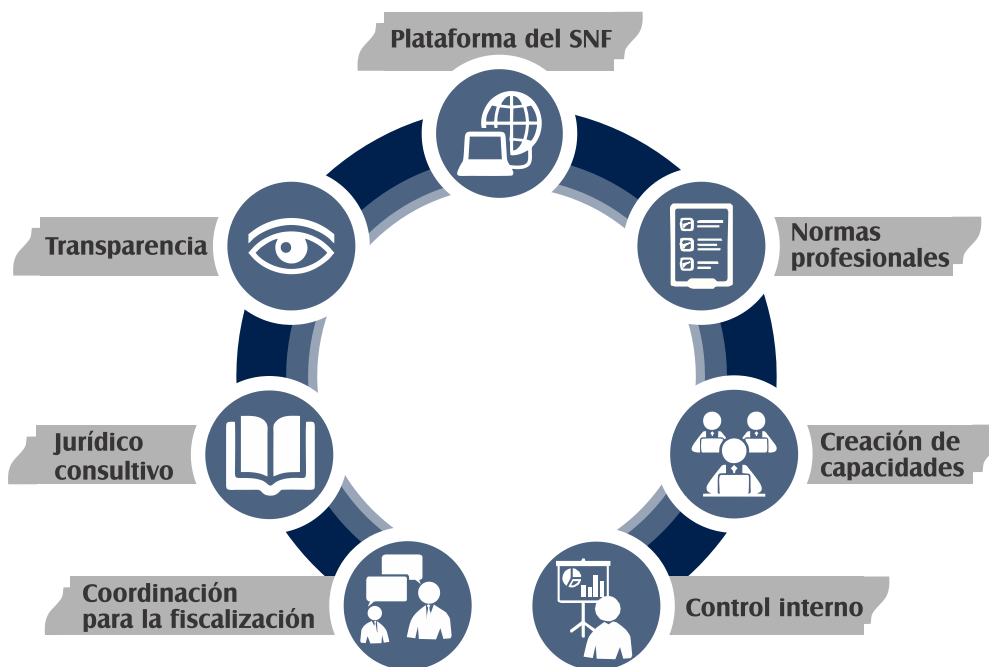 Plataforma del SNF
Transparencia
Normas
profesionales
Jurídico
consultivo
Creación de
capacidades
Coordinación
para la fiscalización
Control interno